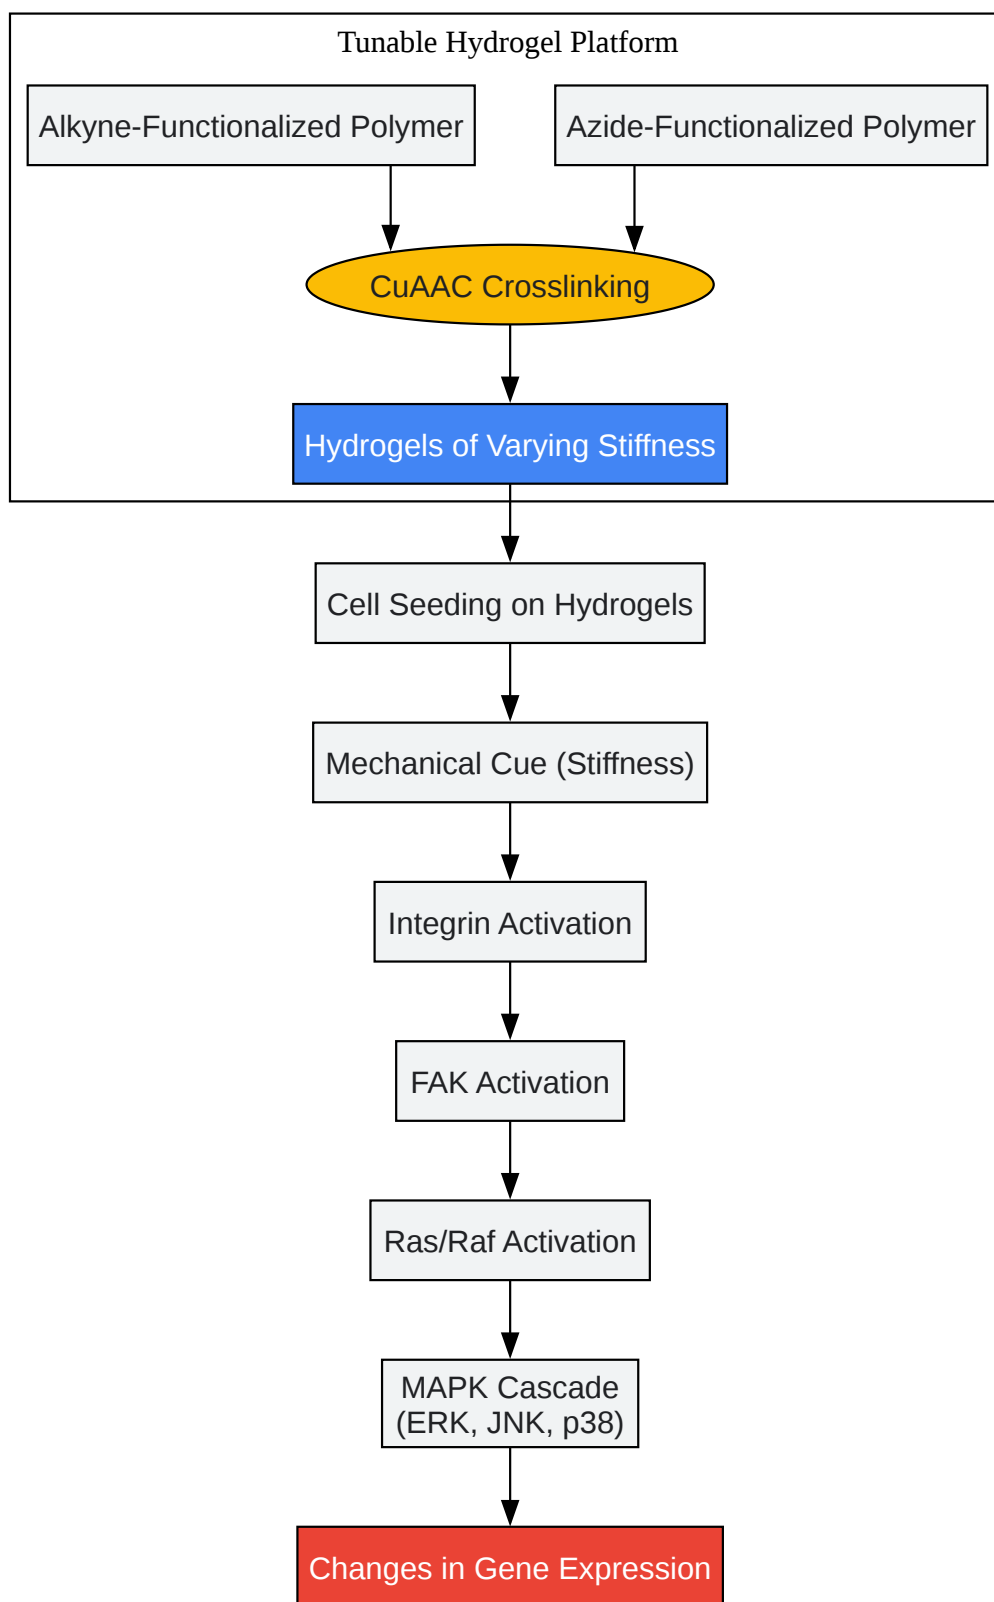 Tunable Hydrogel Platform
Alkyne-Functionalized Polymer
Azide-Functionalized Polymer
CuAAC Crosslinking
Hydrogels of Varying Stiffness
Cell Seeding on Hydrogels
Mechanical Cue (Stiffness)
Integrin Activation
FAK Activation
Ras/Raf Activation
MAPK Cascade
(ERK, JNK, p38)
Changes in Gene Expression